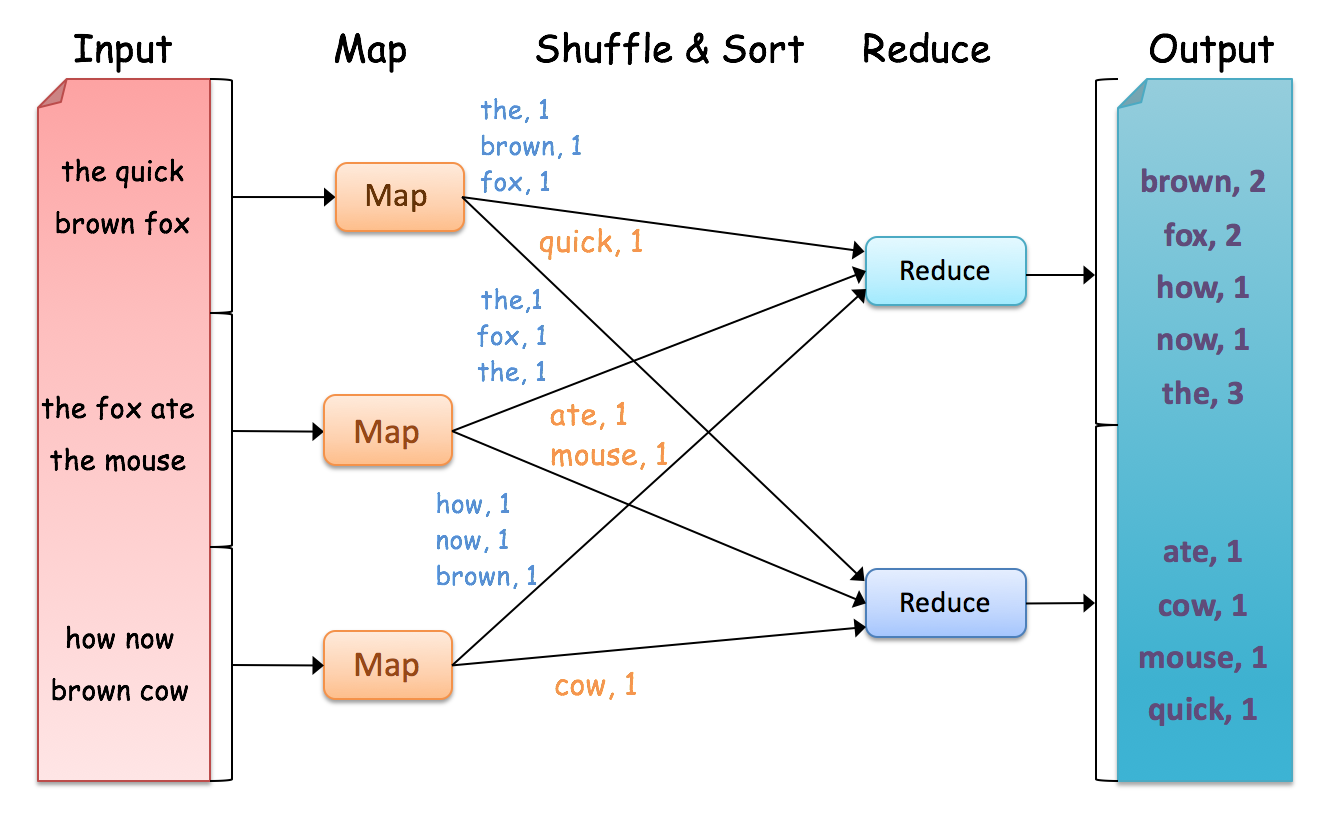 Input
Map
Shuffle & Sort
Reduce
Output
the quick
brown fox
the fox ate
the mouse
how now
brown cow
Map
Map
Map
the, 1
brown, 1
fox, 1
quick, 1
the,1
fox, 1
the, 1
ate, 1
mouse, 1
how, 1
now, 1
brown, 1
cow, 1
Reduce
Reduce
brown, 2
fox, 2
how, 1
now, 1
the, 3
ate, 1
cow, 1
mouse, 1
quick, 1